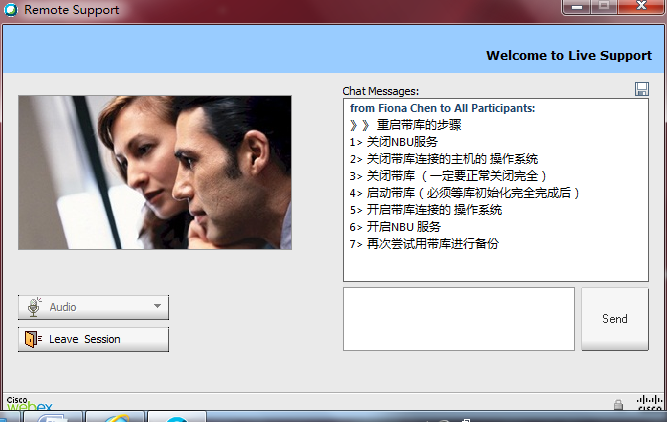 Remote Support
Welcome to Live Support
Chat Messages:
from Fiona Chen to All Participants:
》》重启带库的步骤
1> 关闭NBU服务
2> 关闭带库连接的主机的 操作系统
3> 关闭带库 （一定要正常关闭完全）
4> 启动带库（必须等库初始化完全完成后）
5> 开启带库连接的 操作系统
6> 开启NBU 服务
7> 再次尝试用带库进行备份
Audio
Leave Session
Send
Cisco
webex
CISCO